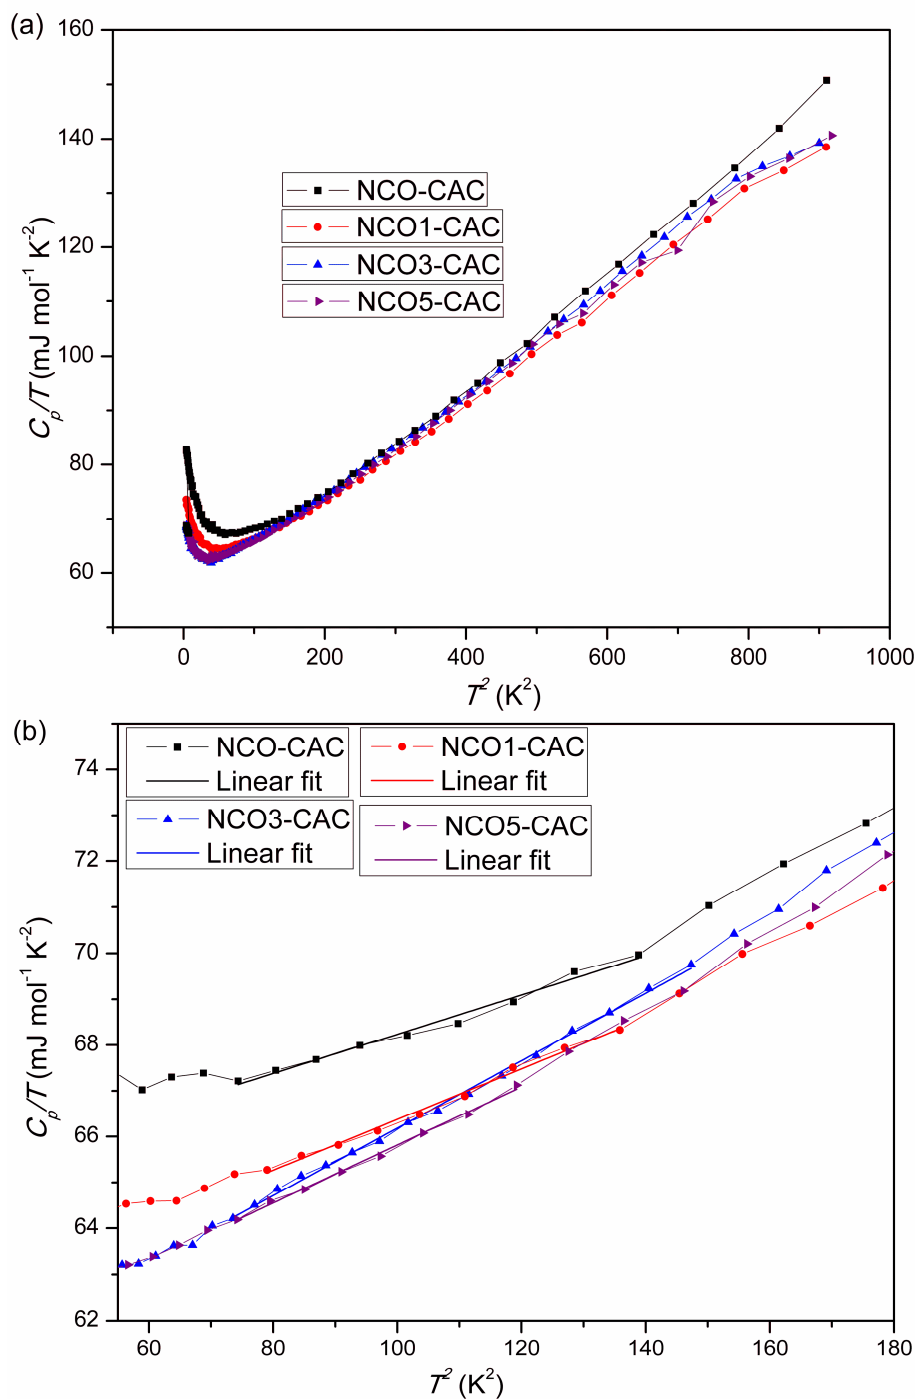 (a)
160
140
120
100
80
60
C_p/T (mJ mol⁻¹ K⁻²)
NCO-CAC
NCO1-CAC
NCO3-CAC
NCO5-CAC
0 200 400 600 800 1000
T² (K²)
(b)
74
72
70
68
66
64
62
C_p/T (mJ mol⁻¹ K⁻²)
NCO-CAC NCO1-CAC
Linear fit Linear fit
NCO3-CAC NCO5-CAC
Linear fit Linear fit
60 80 100 120 140 160 180
T² (K²)